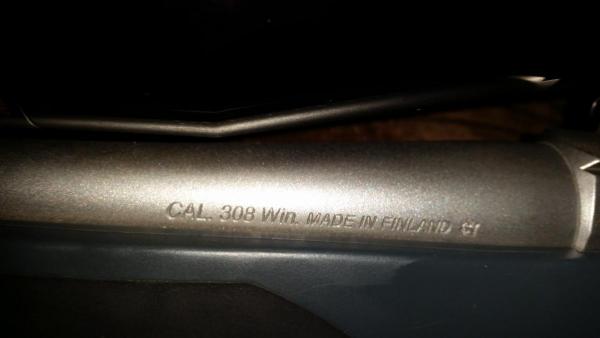 CAL. 308 Win. MADE IN FINLAND